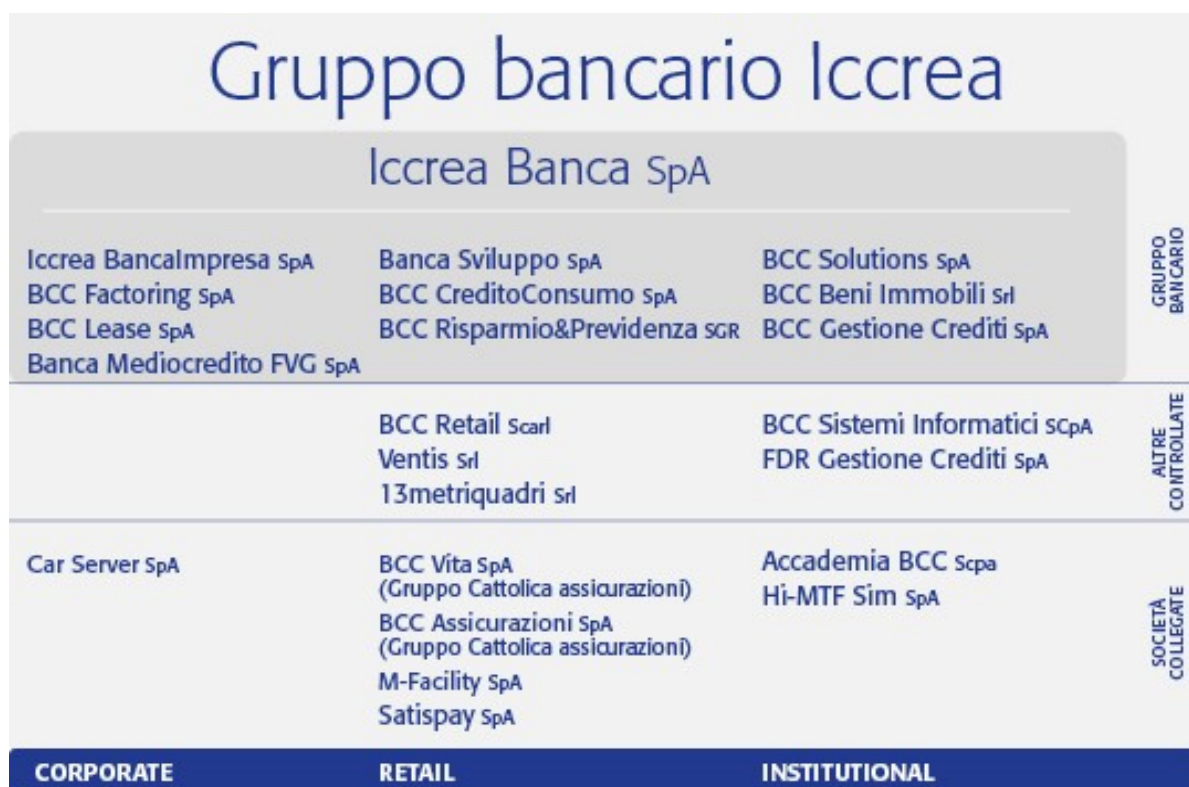 Gruppo bancario Iccrea
Iccrea Banca SpA
Iccrea BancaImpresa SpA
BCC Factoring SpA
BCC Lease SpA
Banca Mediocredito FVG SpA
Banca Sviluppo SpA
BCC CreditoConsumo SpA
BCC Risparmio&Previdenza SGR
BCC Solutions SpA
BCC Beni Immobili Srl
BCC Gestione Crediti SpA
GRUPPO
BANCARIO
BCC Retail Scarl
Ventis Srl
13metriquadri Srl
BCC Sistemi Informatici SCpA
FDR Gestione Crediti SpA
ALTRE
CONTROLLATE
Car Server SpA
BCC Vita SpA
(Gruppo Cattolica assicurazioni)
BCC Assicurazioni SpA
(Gruppo Cattolica assicurazioni)
M-Facility SpA
Satispay SpA
Accademia BCC Scpa
Hi-MTF Sim SpA
SOCIETÀ
COLLEGATE
CORPORATE
RETAIL
INSTITUTIONAL